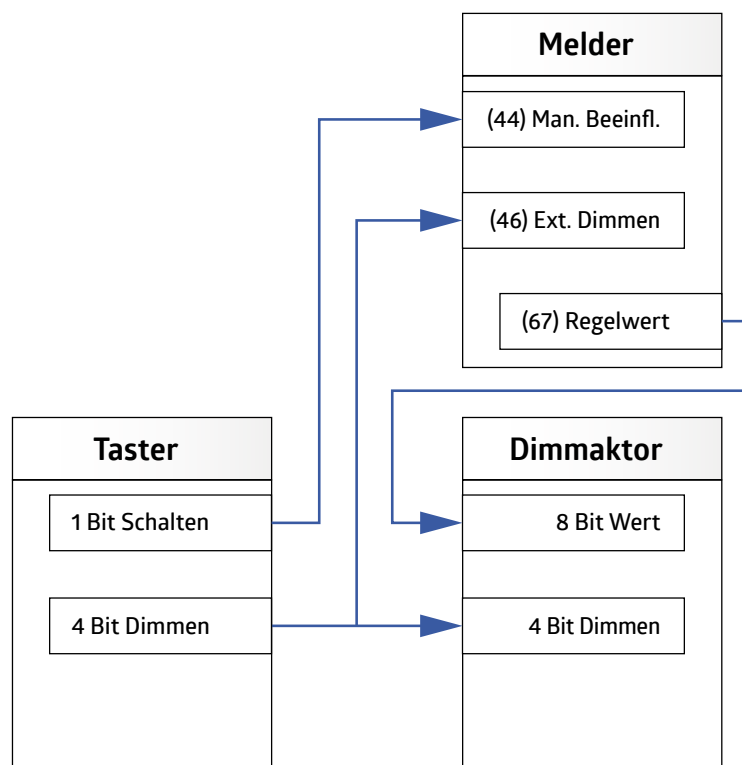 Melder
(44) Man. Beeinfl.
(46) Ext. Dimmen
(67) Regelwert
Taster
1 Bit Schalten
4 Bit Dimmen
Dimmaktor
8 Bit Wert
4 Bit Dimmen